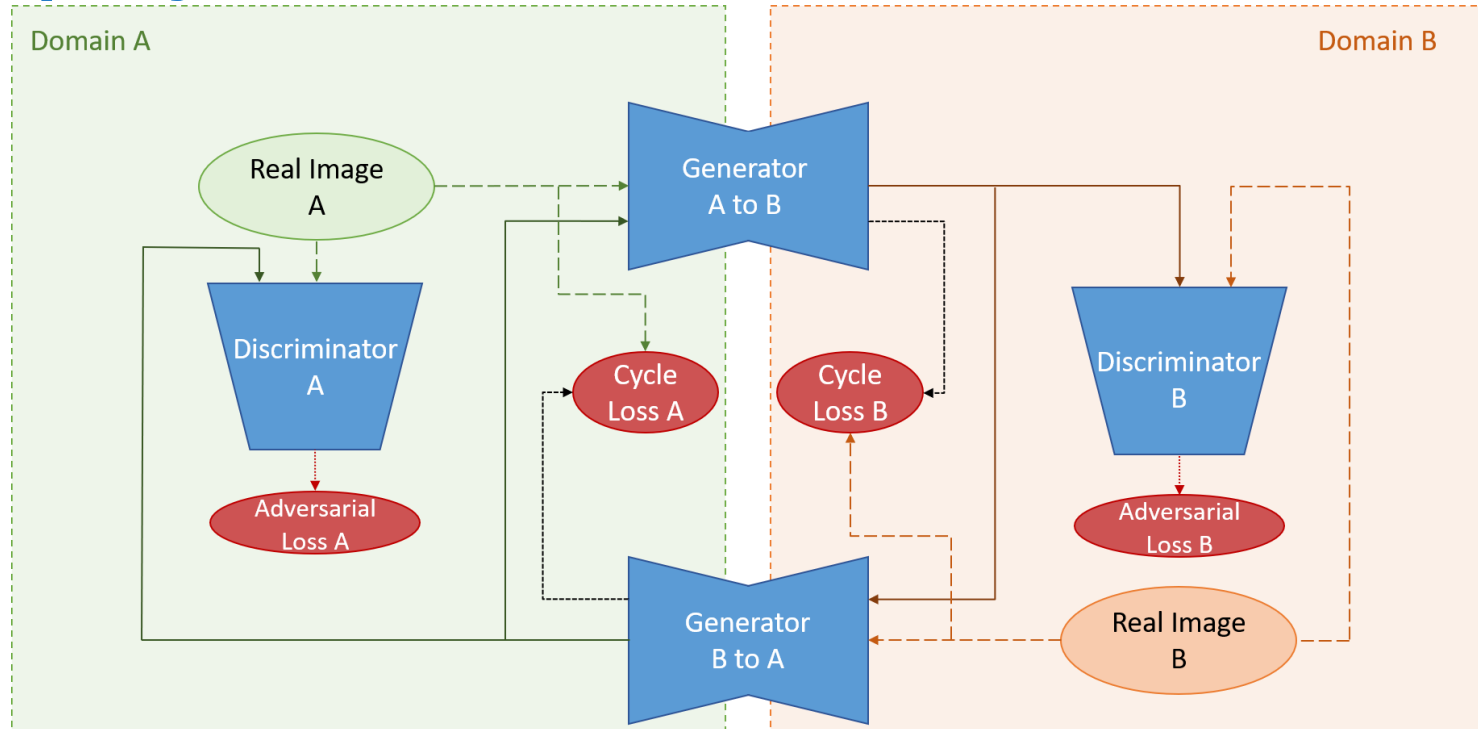 Domain A
Domain B
Real Image
A
Generator
A to B
Discriminator
A
Cycle
Loss A
Cycle
Loss B
Discriminator
B
Adversarial
Loss A
Adversarial
Loss B
Generator
B to A
Real Image
B